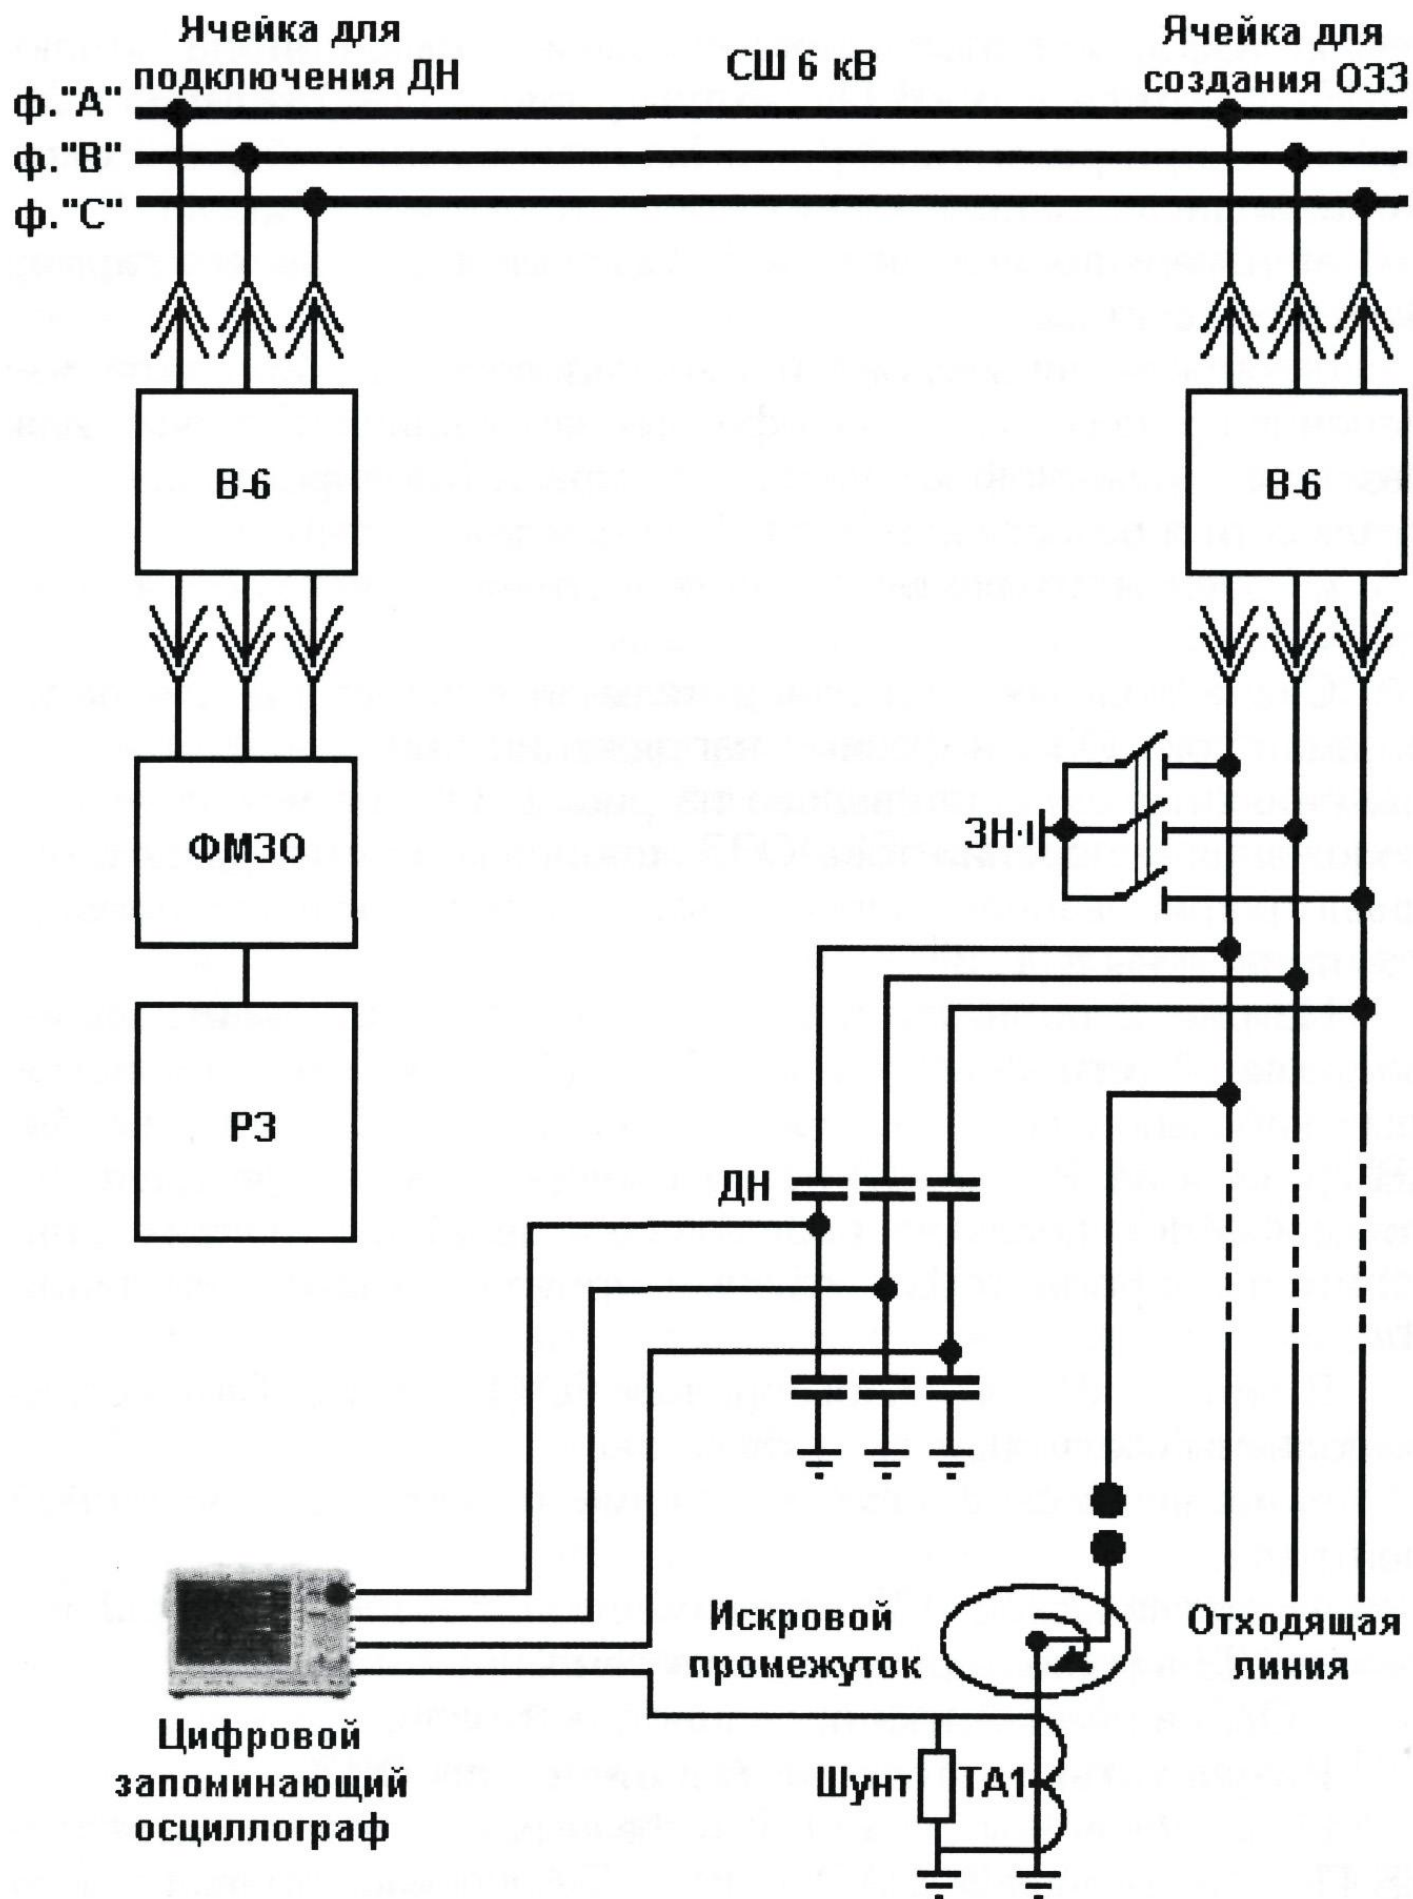 Ячейка для
подключения ДН
СШ 6 кВ
Ячейка для
создания ОЗЗ
ф."А"
ф."В"
ф."С"
В-6
В-6
ЗН
ФМЗО
РЗ
ДН
Искровой
промежуток
Отходящая
линия
Цифровой
запоминающий
осциллограф
Шунт
ТА1